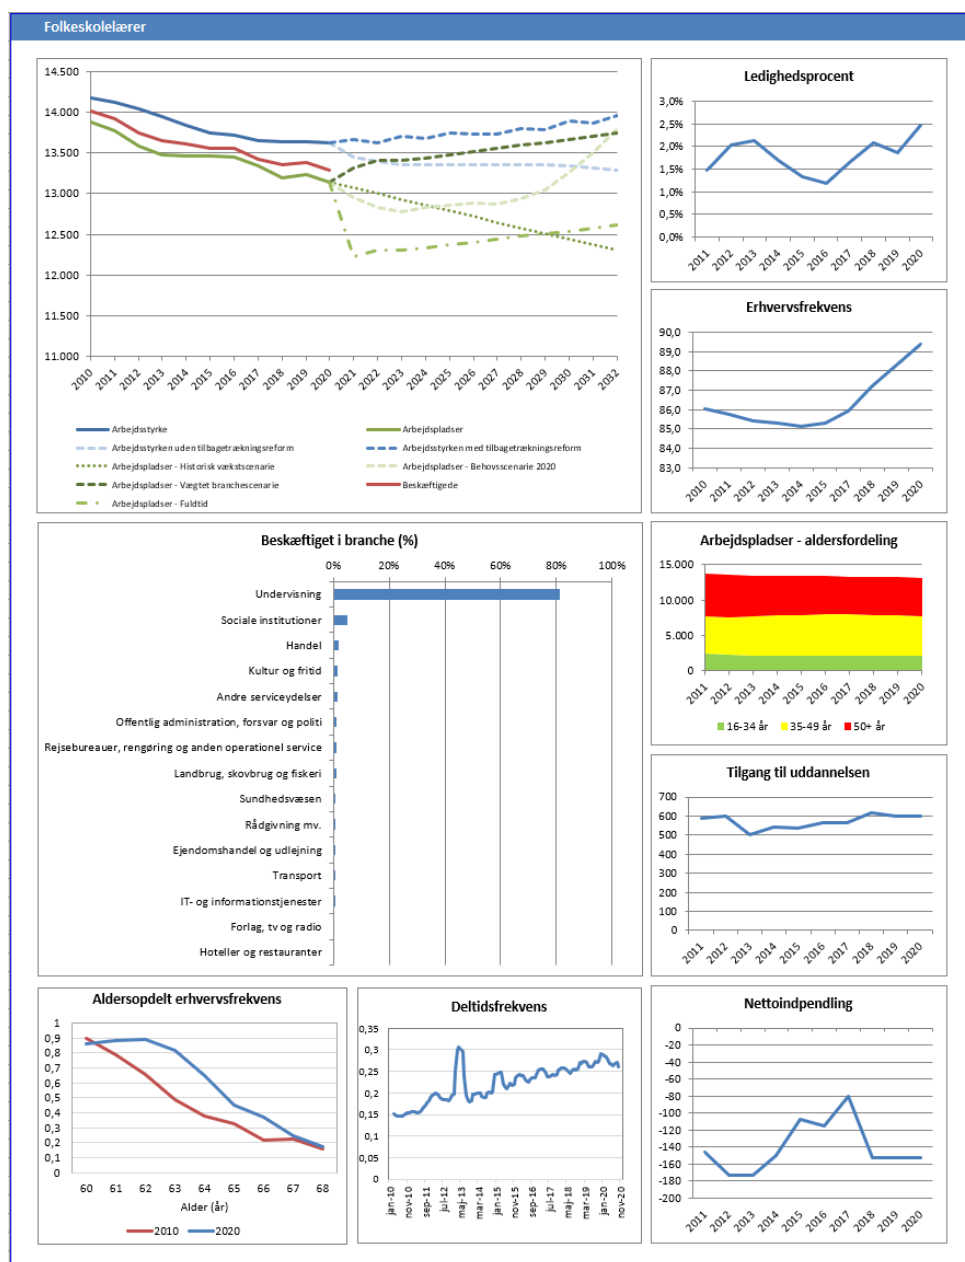 Folkeskolelærer
14.500
14.000
13.500
13.000
12.500
12.000
11.500
11.000
2010 2011 2012 2013 2014 2015 2016 2017 2018 2019 2020 2021 2022 2023 2024 2025 2026 2027 2028 2029 2030 2031 2032
Arbejdsstyrke
Arbejdspladser
Arbejdsstyrken uden tilbagetrækningsreform
Arbejdsstyrken med tilbagetrækningsreform
Arbejdspladser - Historisk vækstscenarie
Arbejdspladser - Behovsscenarie 2020
Arbejdspladser - Vægtet branchescenarie
Beskæftigede
Arbejdspladser - Fuldtid
Ledighedsprocent
3,0%
2,5%
2,0%
1,5%
1,0%
0,5%
0,0%
2011 2012 2013 2014 2015 2016 2017 2018 2019 2020
Erhvervsfrekvens
90,0
89,0
88,0
87,0
86,0
85,0
84,0
83,0
2010 2011 2012 2013 2014 2015 2016 2017 2018 2019 2020
Beskæftiget i branche (%)
0% 20% 40% 60% 80% 100%
Undervisning
Sociale institutioner
Handel
Kultur og fritid
Andre serviceydelser
Offentlig administration, forsvar og politi
Rejsebureauer, rengøring og anden operationel service
Landbrug, skovbrug og fiskeri
Sundhedsvæsen
Rådgivning mv.
Ejendomshandel og udlejning
Transport
IT- og informationstjenester
Forlag, tv og radio
Hoteller og restauranter
Arbejdspladser - aldersfordeling
15.000
10.000
5.000
0
2011 2012 2013 2014 2015 2016 2017 2018 2019 2020
16-34 år 35-49 år 50+ år
Tilgang til uddannelsen
700
600
500
400
300
200
100
0
2011 2012 2013 2014 2015 2016 2017 2018 2019 2020
Aldersopdelt erhvervsfrekvens
1
0,9
0,8
0,7
0,6
0,5
0,4
0,3
0,2
0,1
0
60 61 62 63 64 65 66 67 68
Alder (år)
2010 2020
Deltidsfrekvens
0,35
0,3
0,25
0,2
0,15
0,1
0,05
0
jan-10 nov-10 sep-11 jul-12 maj-13 mar-14 jan-15 nov-15 sep-16 jul-17 maj-18 mar-19 jan-20 nov-20
Nettoindpendling
0
-20
-40
-60
-80
-100
-120
-140
-160
-180
-200
2011 2012 2013 2014 2015 2016 2017 2018 2019 2020